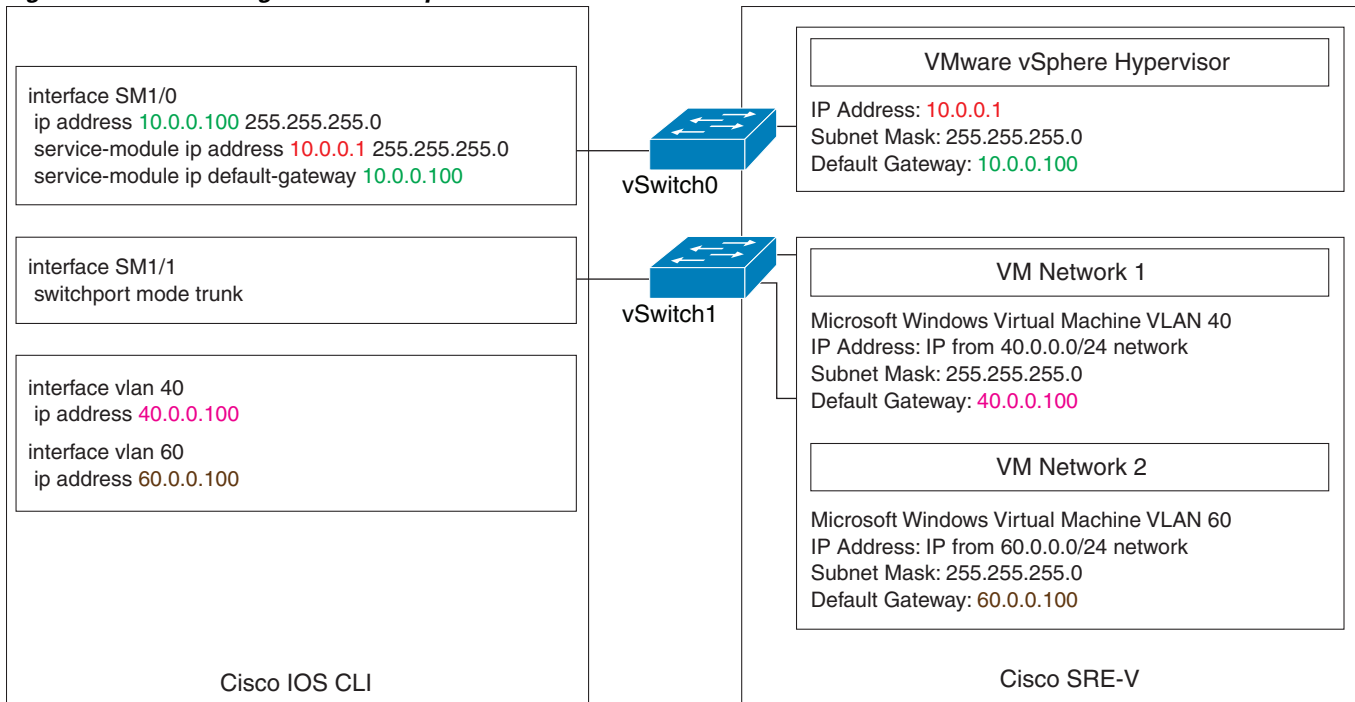 interface SM1/0
ip address 10.0.0.100 255.255.255.0
service-module ip address 10.0.0.1 255.255.255.0
service-module ip default-gateway 10.0.0.100
interface SM1/1
switchport mode trunk
interface vlan 40
ip address 40.0.0.100
interface vlan 60
ip address 60.0.0.100
Cisco IOS CLI
vSwitch0
vSwitch1
VMware vSphere Hypervisor
IP Address: 10.0.0.1
Subnet Mask: 255.255.255.0
Default Gateway: 10.0.0.100
VM Network 1
Microsoft Windows Virtual Machine VLAN 40
IP Address: IP from 40.0.0.0/24 network
Subnet Mask: 255.255.255.0
Default Gateway: 40.0.0.100
VM Network 2
Microsoft Windows Virtual Machine VLAN 60
IP Address: IP from 60.0.0.0/24 network
Subnet Mask: 255.255.255.0
Default Gateway: 60.0.0.100
Cisco SRE-V